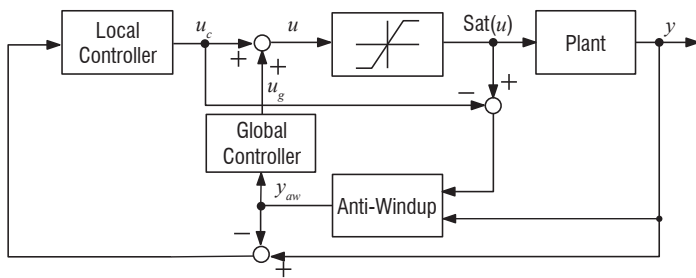 Local
Controller
u_c
+
+
u
Sat(u)
Plant
y
u_g
−
+
Global
Controller
y_aw
Anti-Windup
−
+